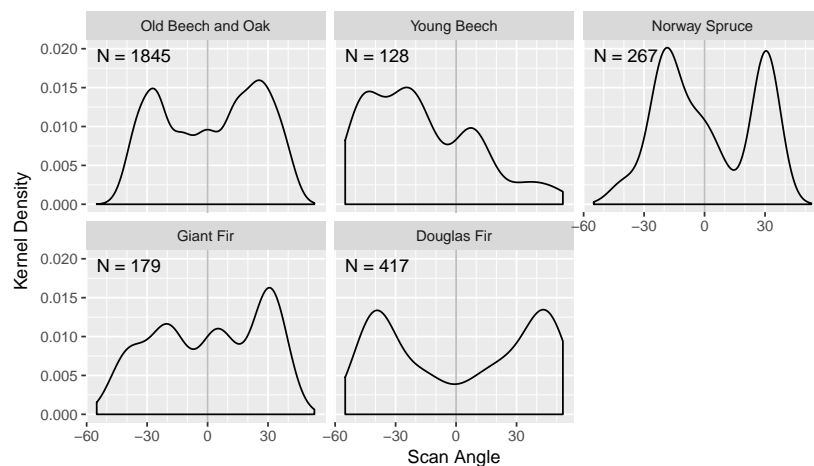 Old Beech and Oak
Young Beech
Norway Spruce
N = 1845
N = 128
N = 267
0.020
0.015
0.010
0.005
0.000
−60 −30 0 30
Giant Fir
Douglas Fir
N = 179
N = 417
0.020
0.015
0.010
0.005
0.000
−60 −30 0 30
−60 −30 0 30
Kernel Density
Scan Angle